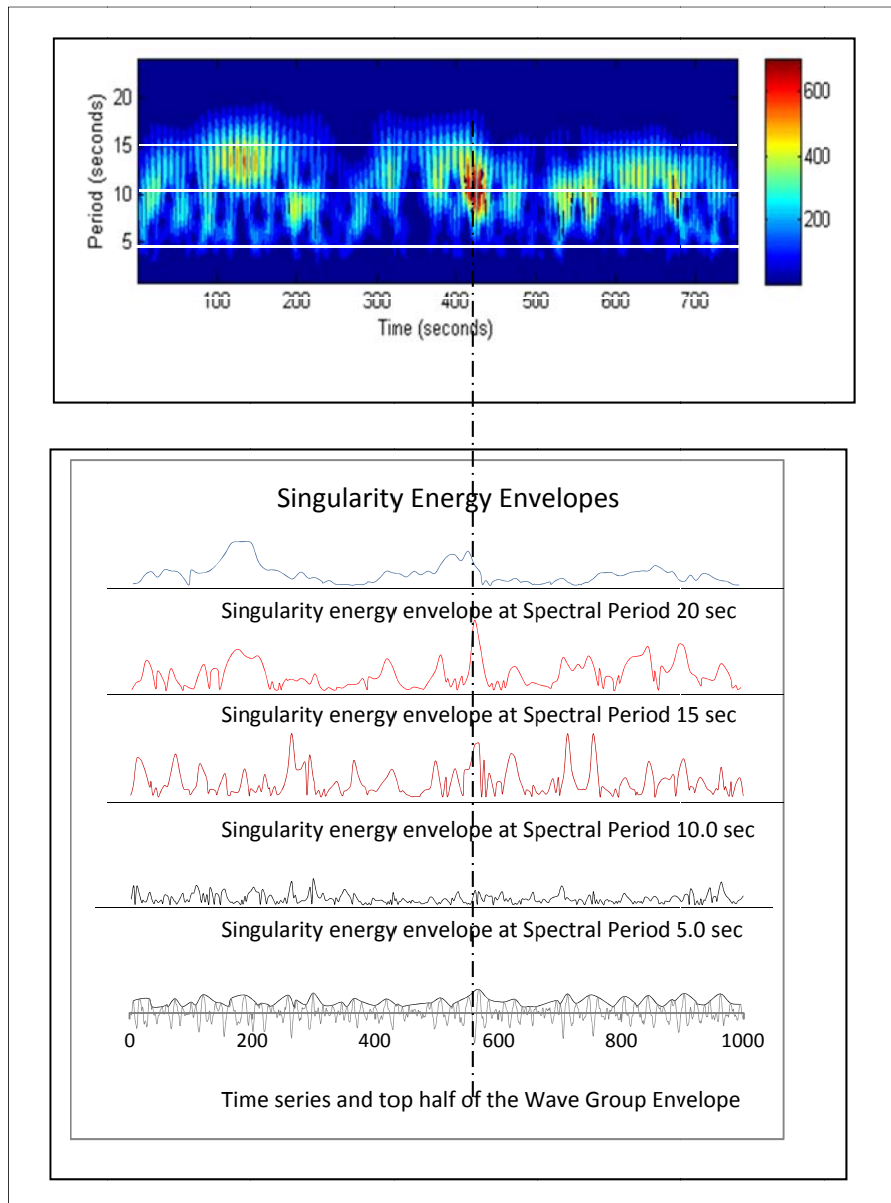 20
15
10
5
Period (seconds)
100 200 300 400 500 600 700
Time (seconds)
600
400
200
Singularity Energy Envelopes
Singularity energy envelope at Spectral Period 20 sec
Singularity energy envelope at Spectral Period 15 sec
Singularity energy envelope at Spectral Period 10.0 sec
Singularity energy envelope at Spectral Period 5.0 sec
0 200 400 600 800 1000
Time series and top half of the Wave Group Envelope